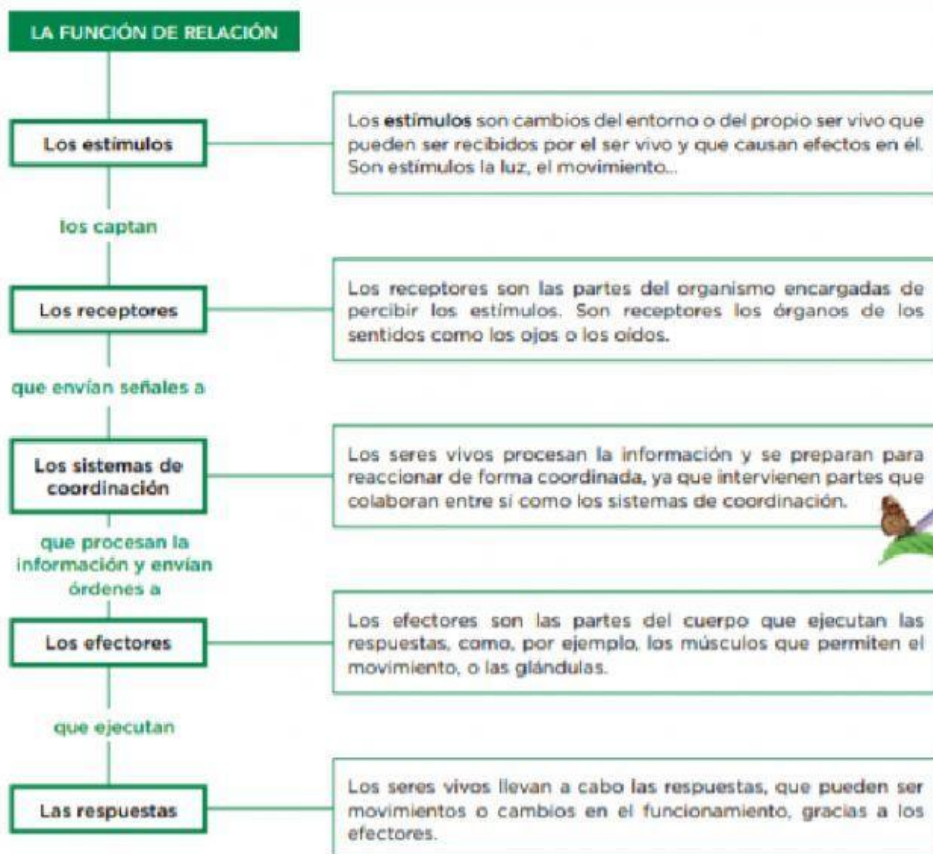 LA FUNCIÓN DE RELACIÓN
Los estímulos
Los estímulos son cambios del entorno o del propio ser vivo que
pueden ser recibidos por el ser vivo y que causan efectos en él.
Son estímulos la luz, el movimiento...
los captan
Los receptores
Los receptores son las partes del organismo encargadas de
percibir los estímulos. Son receptores los órganos de los
sentidos como los ojos o los oídos.
que envían señales a
Los sistemas de
coordinación
Los seres vivos procesan la información y se preparan para
reaccionar de forma coordinada, ya que intervienen partes que
colaboran entre sí como los sistemas de coordinación.
que procesan la
información y envían
órdenes a
Los efectores
Los efectores son las partes del cuerpo que ejecutan las
respuestas, como, por ejemplo, los músculos que permiten el
movimiento, o las glándulas.
que ejecutan
Las respuestas
Los seres vivos llevan a cabo las respuestas, que pueden ser
movimientos o cambios en el funcionamiento, gracias a los
efectores.